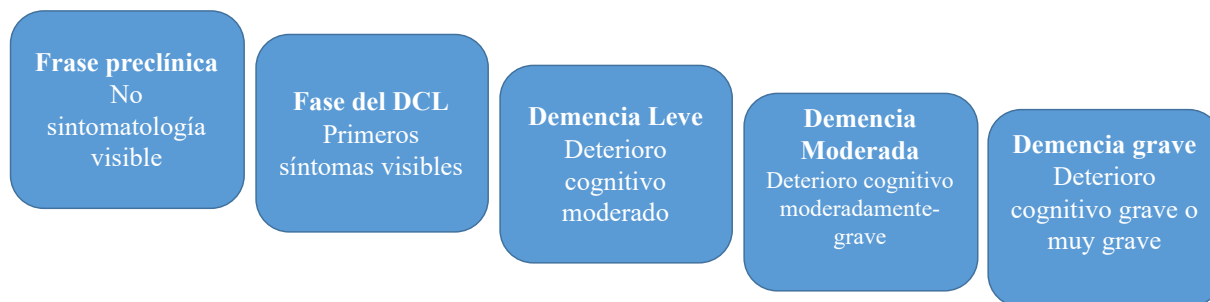 Frase preclínica
No
sintomatología
visible
Fase del DCL
Primeros
síntomas visibles
Demencia Leve
Deterioro
cognitivo
moderado
Demencia
Moderada
Deterioro cognitivo
moderadamente-
grave
Demencia grave
Deterioro
cognitivo grave o
muy grave